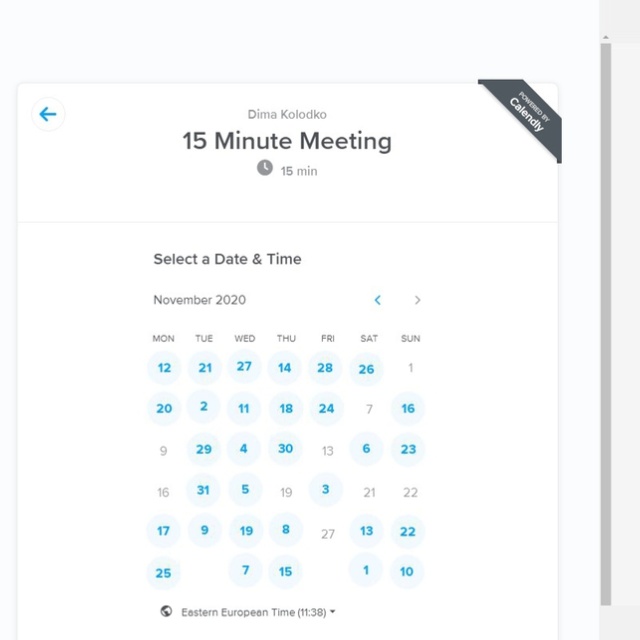 POWERED BY
Calendly
Dima Kolodko
15 Minute Meeting
15 min
Select a Date & Time
November 2020
MON TUE WED THU FRI SAT SUN
12 21 27 14 28 26 1
20 2 11 18 24 7 16
9 29 4 30 13 6 23
16 31 5 19 3 21 22
17 9 19 8 27 13 22
25 7 15 1 10
Eastern European Time (11:38)